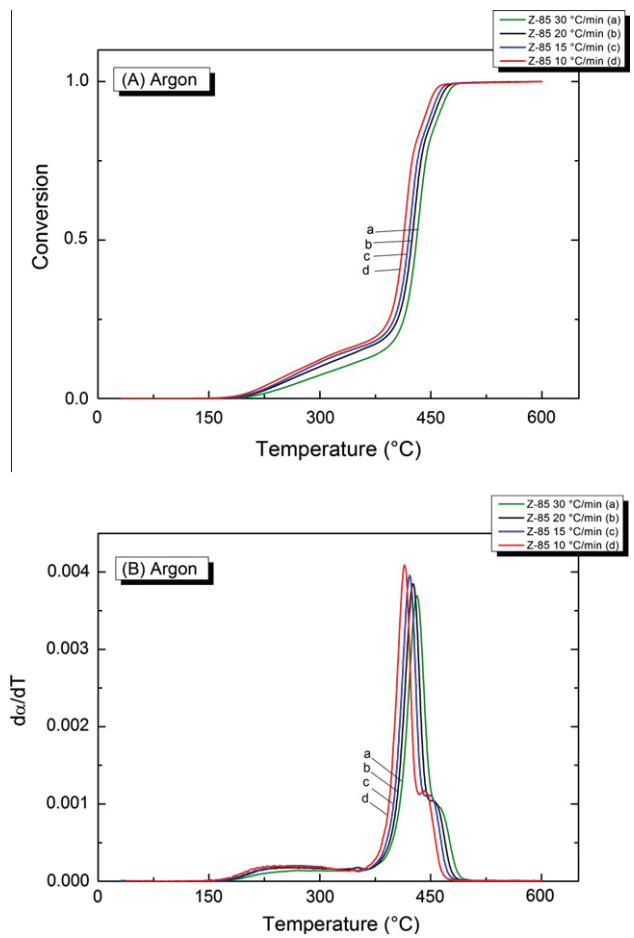 Z-85 30 °C/min (a)
Z-85 20 °C/min (b)
Z-85 15 °C/min (c)
Z-85 10 °C/min (d)
(A) Argon
1.0
0.5
0.0
Conversion
a
b
c
d
0 150 300 450 600
Temperature (°C)
Z-85 30 °C/min (a)
Z-85 20 °C/min (b)
Z-85 15 °C/min (c)
Z-85 10 °C/min (d)
(B) Argon
0.004
0.003
0.002
0.001
0.000
dα/dT
a
b
c
d
0 150 300 450 600
Temperature (°C)